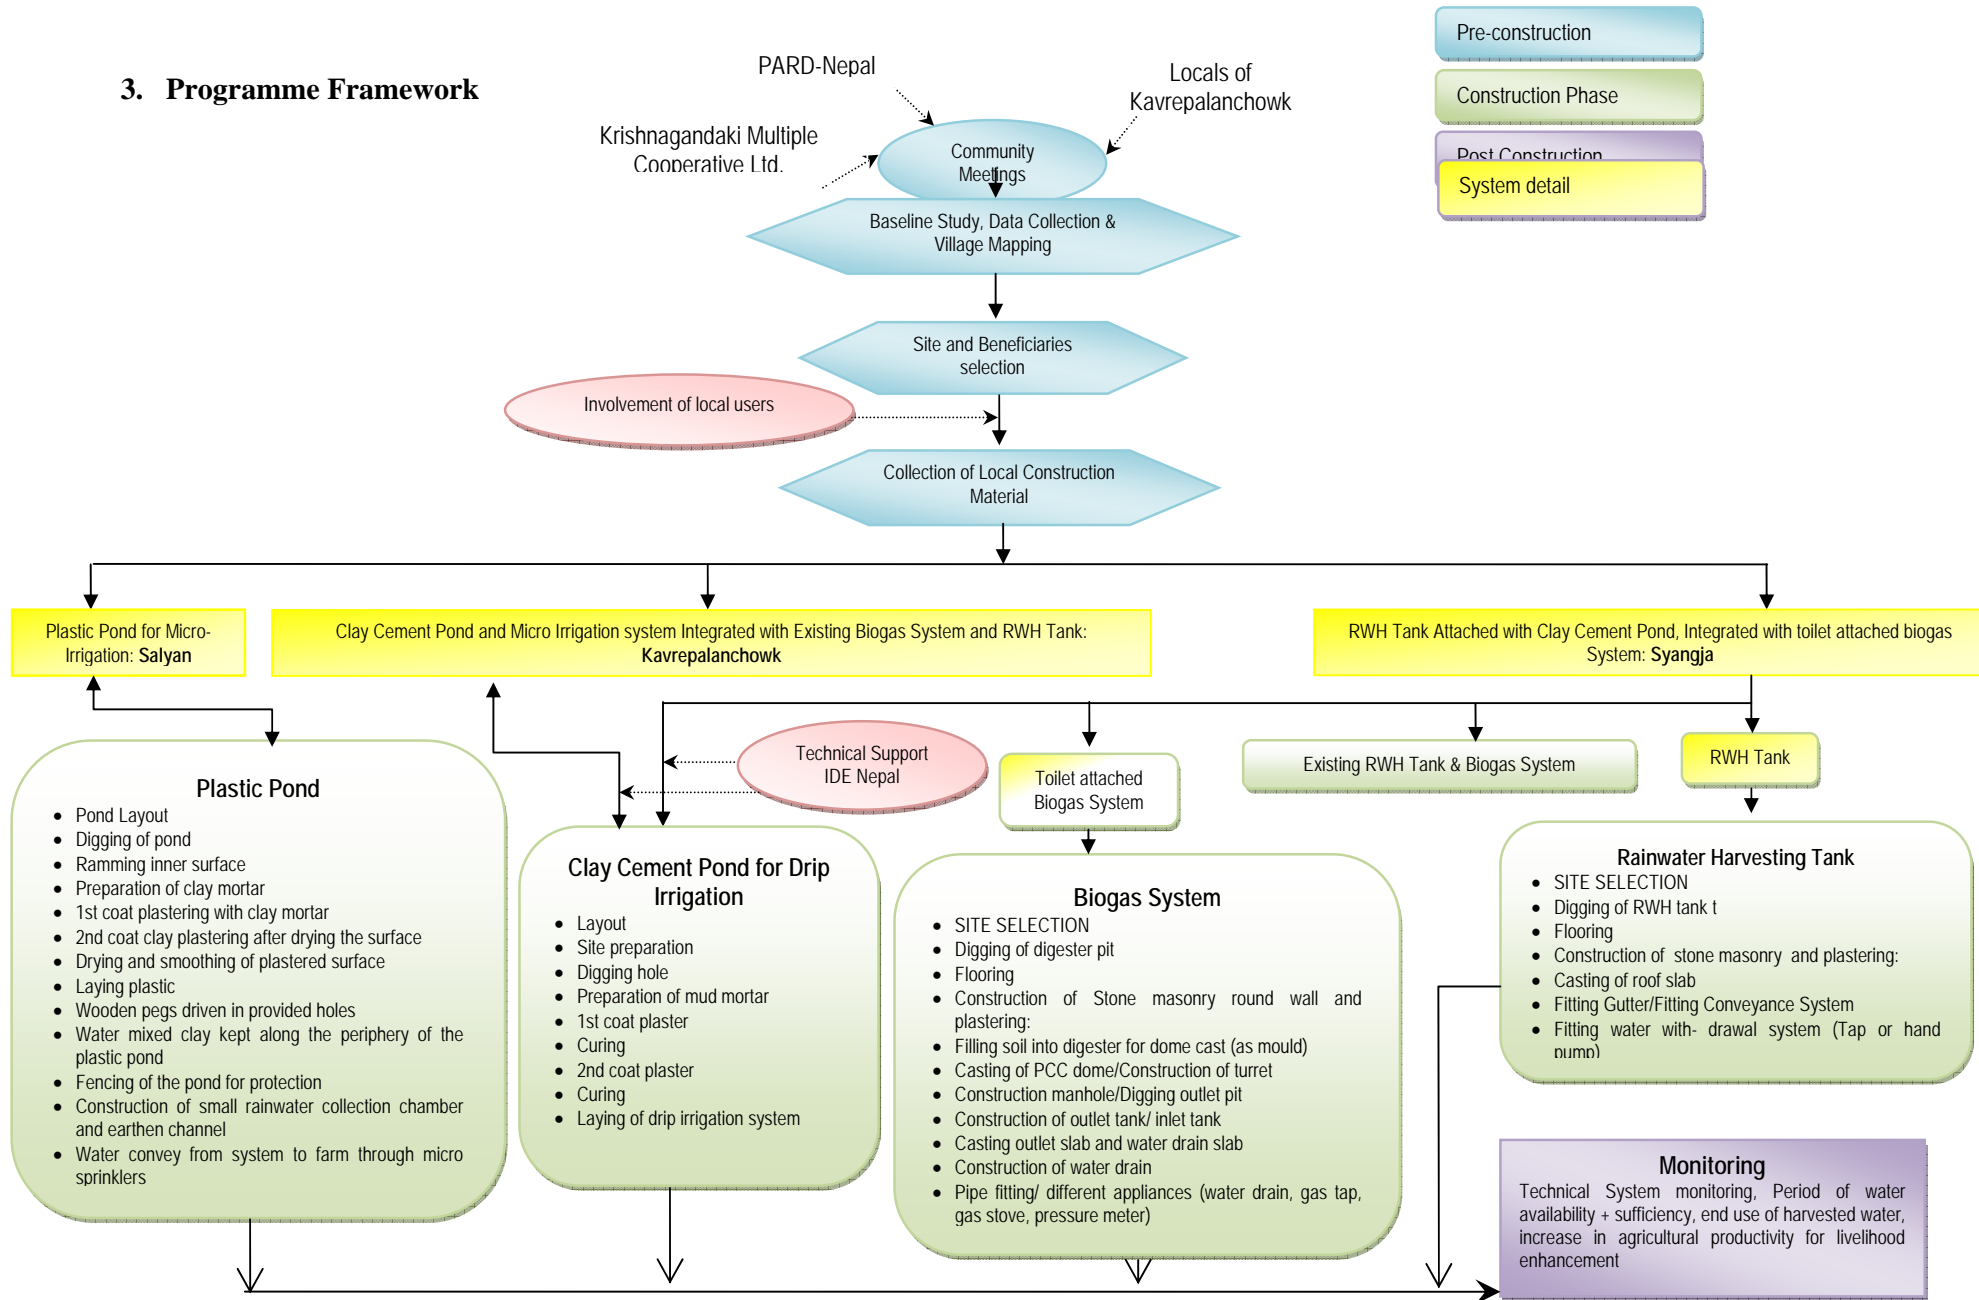 3. Programme Framework
PARD-Nepal
Locals of
Kavrepalanchowk
Krishnagandaki Multiple
Cooperative Ltd.
Community
Meetings
Pre-construction
Construction Phase
Post Construction
System detail
Baseline Study, Data Collection &
Village Mapping
Site and Beneficiaries
selection
Involvement of local users
Collection of Local Construction
Material
Plastic Pond for Micro-
Irrigation: Salyan
Clay Cement Pond and Micro Irrigation system Integrated with Existing Biogas System and RWH Tank:
Kavrepalanchowk
RWH Tank Attached with Clay Cement Pond, Integrated with toilet attached biogas
System: Syangja
Technical Support
IDE Nepal
Toilet attached
Biogas System
Existing RWH Tank & Biogas System
RWH Tank
Plastic Pond
• Pond Layout
• Digging of pond
• Ramming inner surface
• Preparation of clay mortar
• 1st coat plastering with clay mortar
• 2nd coat clay plastering after drying the surface
• Drying and smoothing of plastered surface
• Laying plastic
• Wooden pegs driven in provided holes
• Water mixed clay kept along the periphery of the
plastic pond
• Fencing of the pond for protection
• Construction of small rainwater collection chamber
and earthen channel
• Water convey from system to farm through micro
sprinklers
Clay Cement Pond for Drip
Irrigation
• Layout
• Site preparation
• Digging hole
• Preparation of mud mortar
• 1st coat plaster
• Curing
• 2nd coat plaster
• Curing
• Laying of drip irrigation system
Biogas System
• SITE SELECTION
• Digging of digester pit
• Flooring
• Construction of Stone masonry round wall and
plastering:
• Filling soil into digester for dome cast (as mould)
• Casting of PCC dome/Construction of turret
• Construction manhole/Digging outlet pit
• Construction of outlet tank/ inlet tank
• Casting outlet slab and water drain slab
• Construction of water drain
• Pipe fitting/ different appliances (water drain, gas tap,
gas stove, pressure meter)
Rainwater Harvesting Tank
• SITE SELECTION
• Digging of RWH tank t
• Flooring
• Construction of stone masonry and plastering:
• Casting of roof slab
• Fitting Gutter/Fitting Conveyance System
• Fitting water with- drawal system (Tap or hand
pump)
Monitoring
Technical System monitoring, Period of water
availability + sufficiency, end use of harvested water,
increase in agricultural productivity for livelihood
enhancement